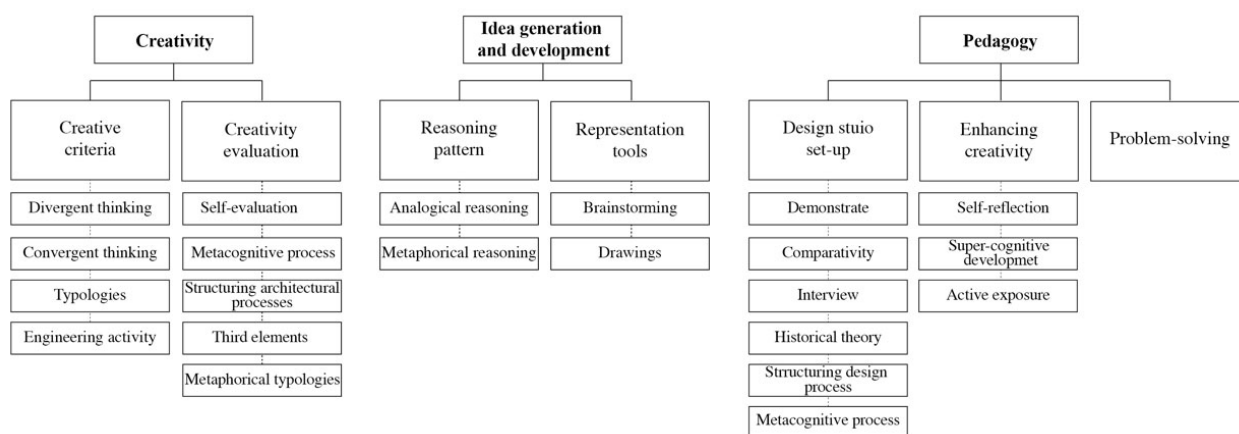 Creativity
Idea generation
and development
Pedagogy
Creative
criteria
Creativity
evaluation
Reasoning
pattern
Representation
tools
Design stuio
set-up
Enhancing
creativity
Problem-solving
Divergent thinking
Self-evaluation
Analogical reasoning
Brainstorming
Demonstrate
Self-reflection
Convergent thinking
Metacognitive process
Metaphorical reasoning
Drawings
Comparativity
Super-cognitive
developmet
Typologies
Structuring architectural
processes
Interview
Active exposure
Engineering activity
Third elements
Historical theory
Metaphorical typologies
Strructuring design
process
Metacognitive process